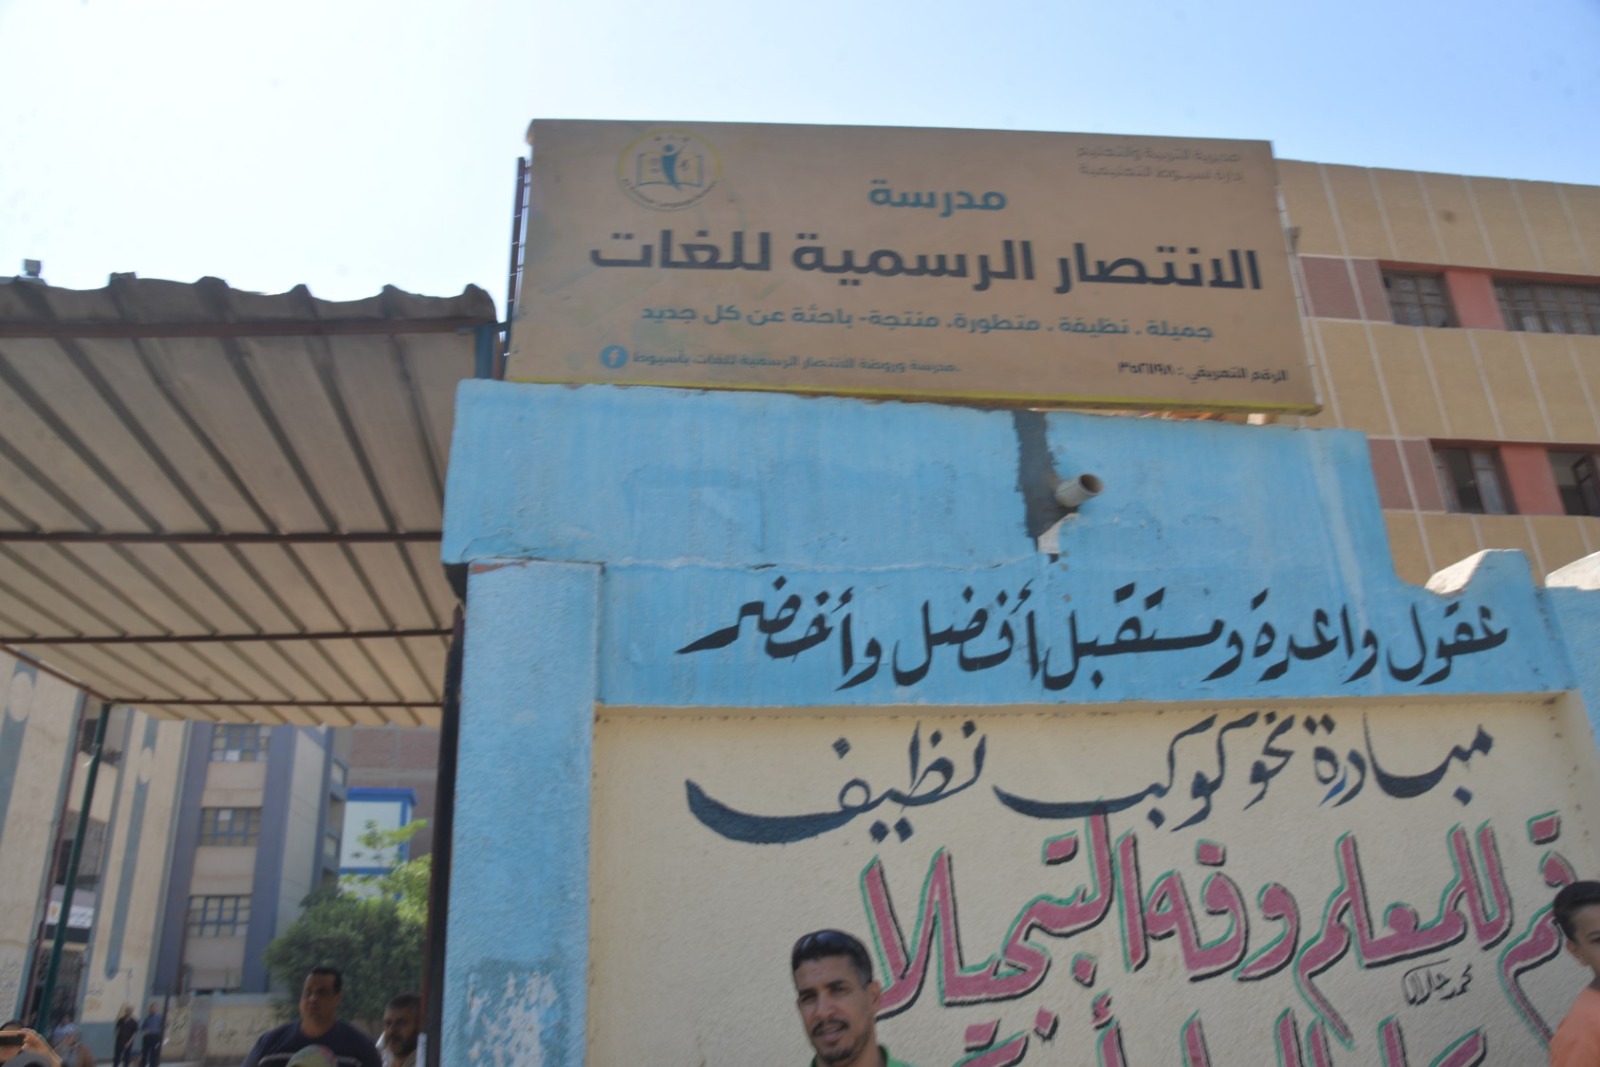 مديرية التربية والتعليم
إدارة أسيوط التعليمية
مدرسة
الانتصار الرسمية للغات
جميلة . نظيفة . متطورة . منتجة - باحثة عن كل جديد
مدرسة وروضة الانتصار الرسمية للغات بأسيوط
الرقم التعريفي :
عقول واعدة ومستقبل أفضل وأخضر
مبادرة نحو كوكب نظيف
قم للمعلم وفه التبجيلا